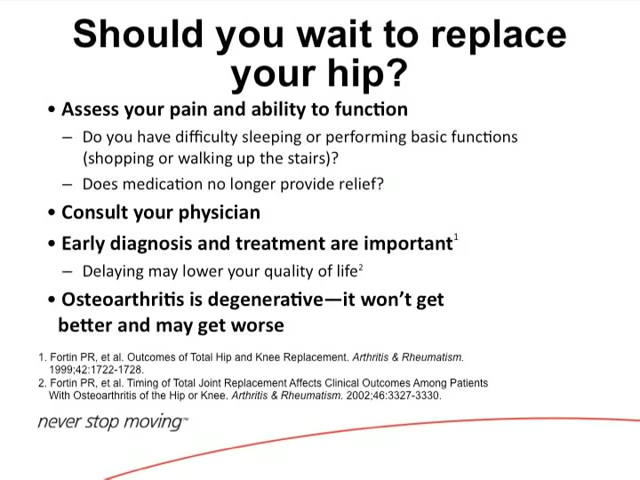 Should you wait to replace
your hip?
• Assess your pain and ability to function
– Do you have difficulty sleeping or performing basic functions
(shopping or walking up the stairs)?
– Does medication no longer provide relief?
• Consult your physician
• Early diagnosis and treatment are important1
– Delaying may lower your quality of life2
• Osteoarthritis is degenerative—it won't get
better and may get worse
1. Fortin PR, et al. Outcomes of Total Hip and Knee Replacement. Arthritis & Rheumatism.
1999;42:1722-1728.
2. Fortin PR, et al. Timing of Total Joint Replacement Affects Clinical Outcomes Among Patients
With Osteoarthritis of the Hip or Knee. Arthritis & Rheumatism. 2002;46:3327-3330.
never stop moving™